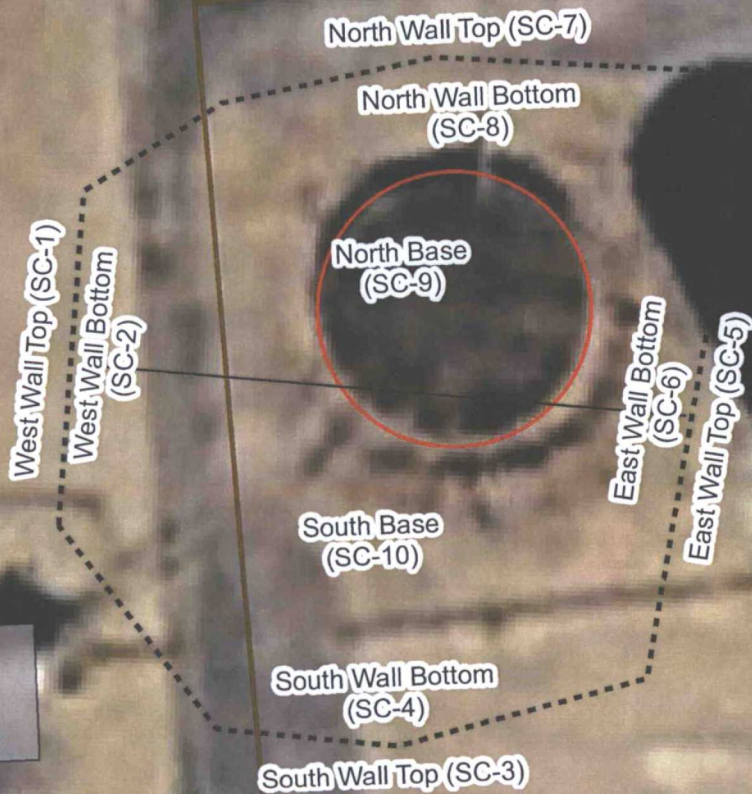 North Wall Top (SC-7)
North Wall Bottom
(SC-8)
North Base
(SC-9)
West Wall Top (SC-1)
West Wall Bottom
(SC-2)
East Wall Bottom
(SC-6)
East Wall Top (SC-5)
South Base
(SC-10)
South Wall Bottom
(SC-4)
South Wall Top (SC-3)